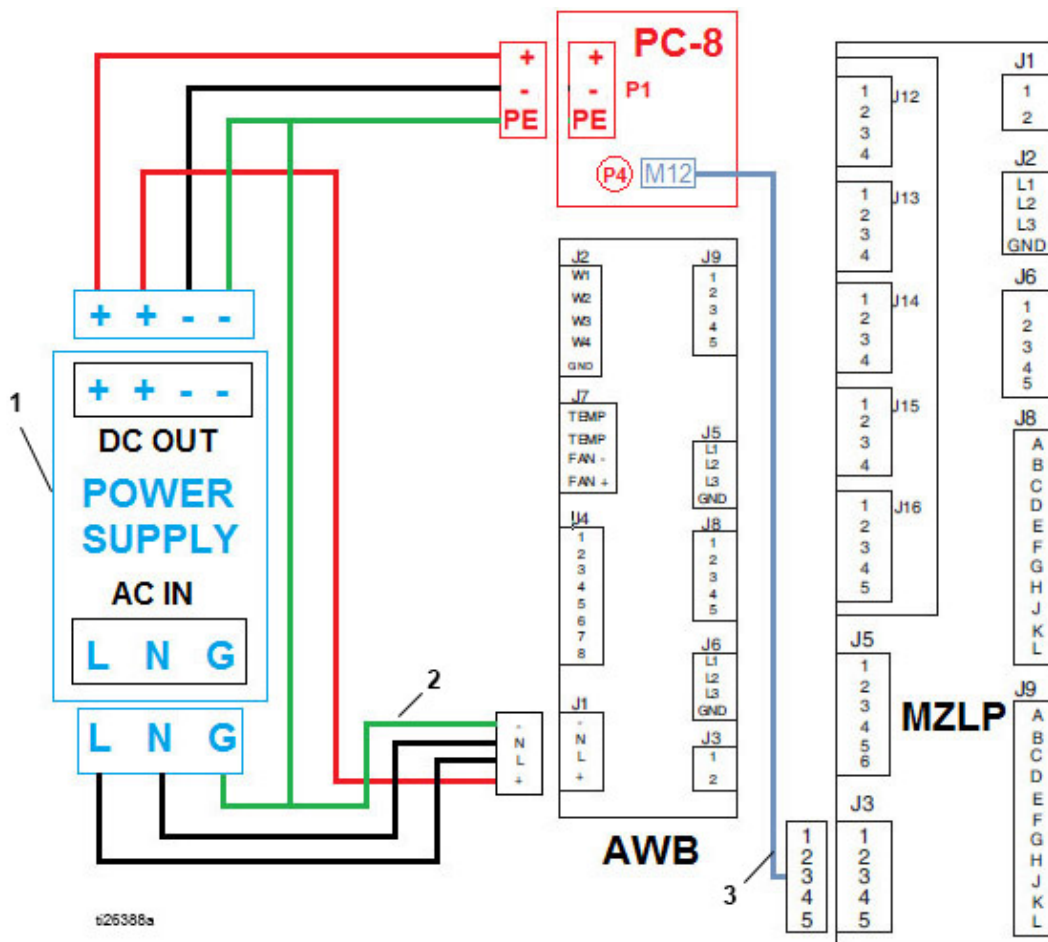 PC-8
+
-
PE
+
-
PE
P1
P4
M12
+ + - -
+ + - -
DC OUT
POWER
SUPPLY
AC IN
L N G
L N G
1
2
3
-
N
L
+
J2
W1
W2
W3
W4
GND
J7
TEMP
TEMP
FAN -
FAN +
J4
1
2
3
4
5
6
7
8
J1
-
N
L
+
J9
1
2
3
4
5
J5
L1
L2
L3
GND
J8
1
2
3
4
5
J6
L1
L2
L3
GND
J3
1
2
AWB
J12
1
2
3
4
J13
1
2
3
4
J14
1
2
3
4
J15
1
2
3
4
J16
1
2
3
4
5
J5
1
2
3
4
5
6
MZLP
J3
1
2
3
4
5
1
2
3
4
5
J1
1
2
J2
L1
L2
L3
GND
J6
1
2
3
4
5
J8
A
B
C
D
E
F
G
H
J
K
L
J9
A
B
C
D
E
F
G
H
J
K
L
ti26388a